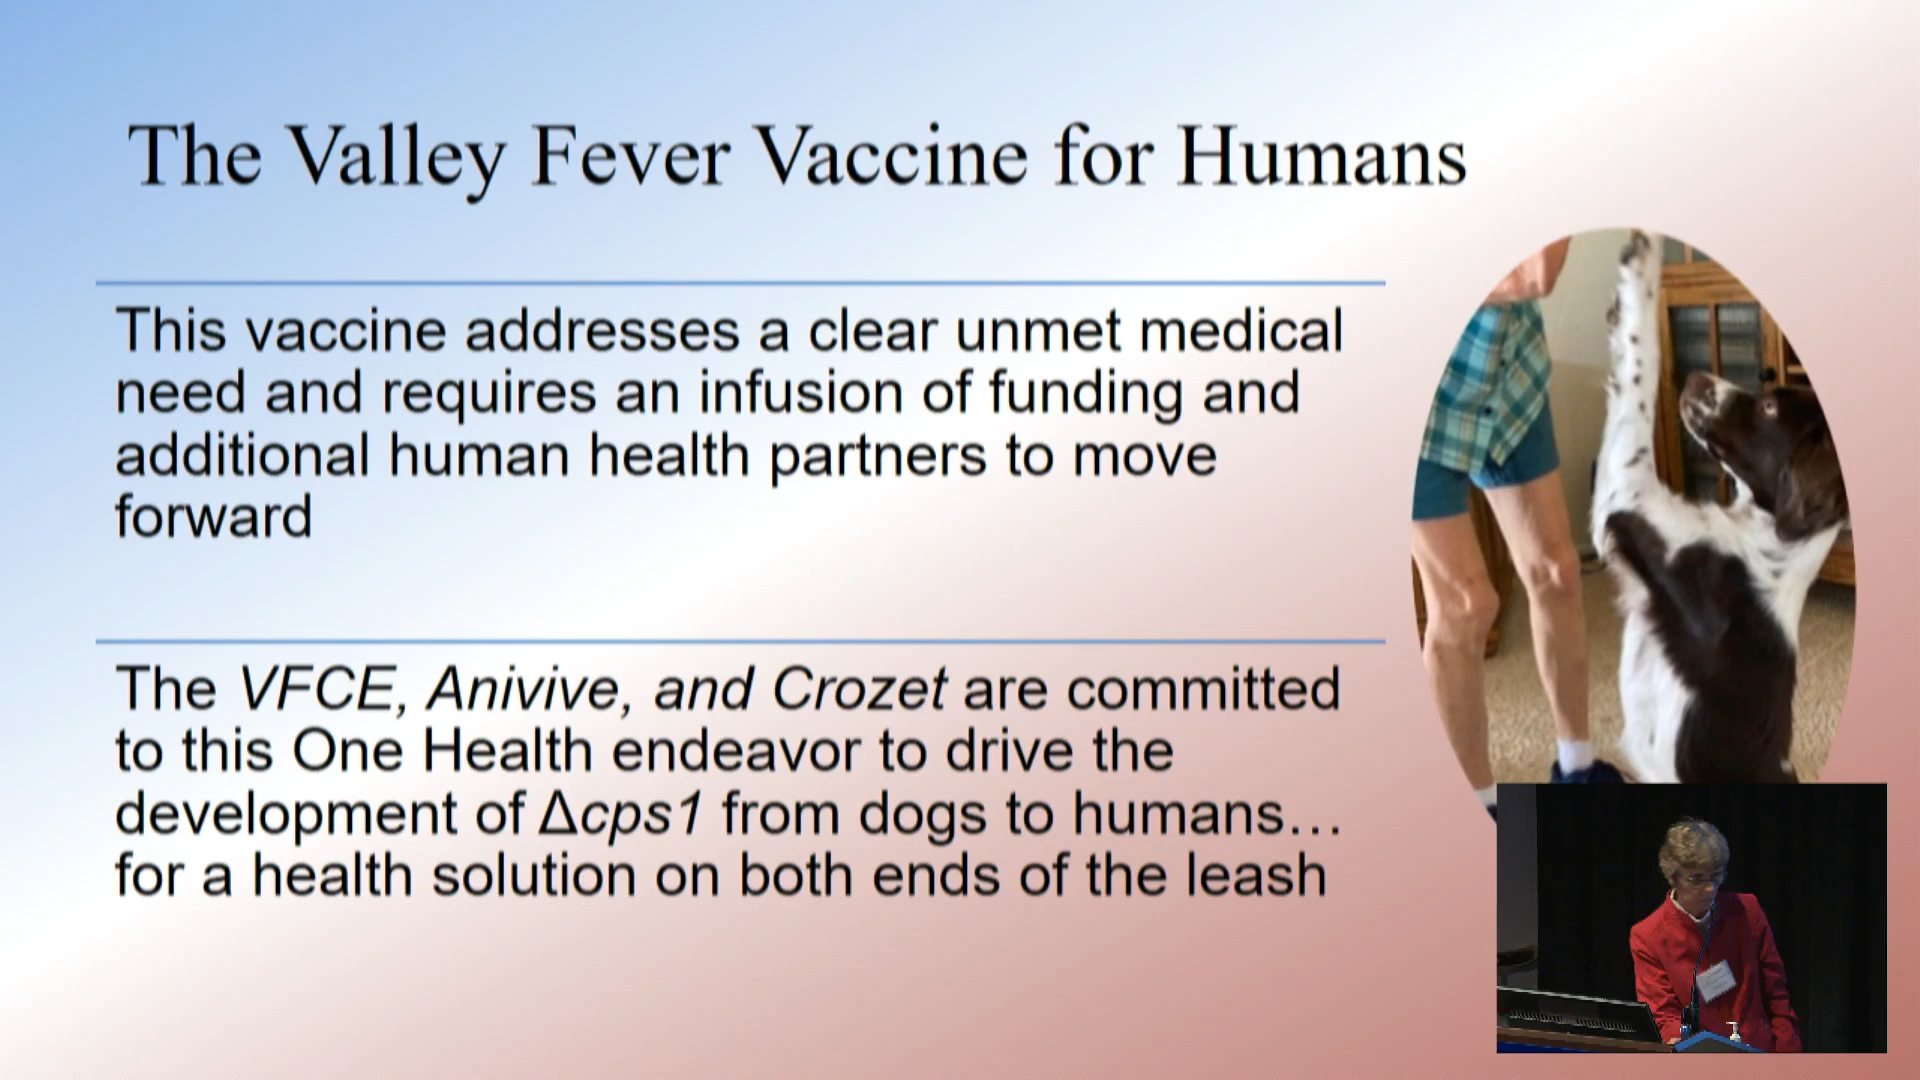 The Valley Fever Vaccine for Humans
This vaccine addresses a clear unmet medical
need and requires an infusion of funding and
additional human health partners to move
forward
The VFCE, Anivive, and Crozet are committed
to this One Health endeavor to drive the
development of Δcps1 from dogs to humans…
for a health solution on both ends of the leash